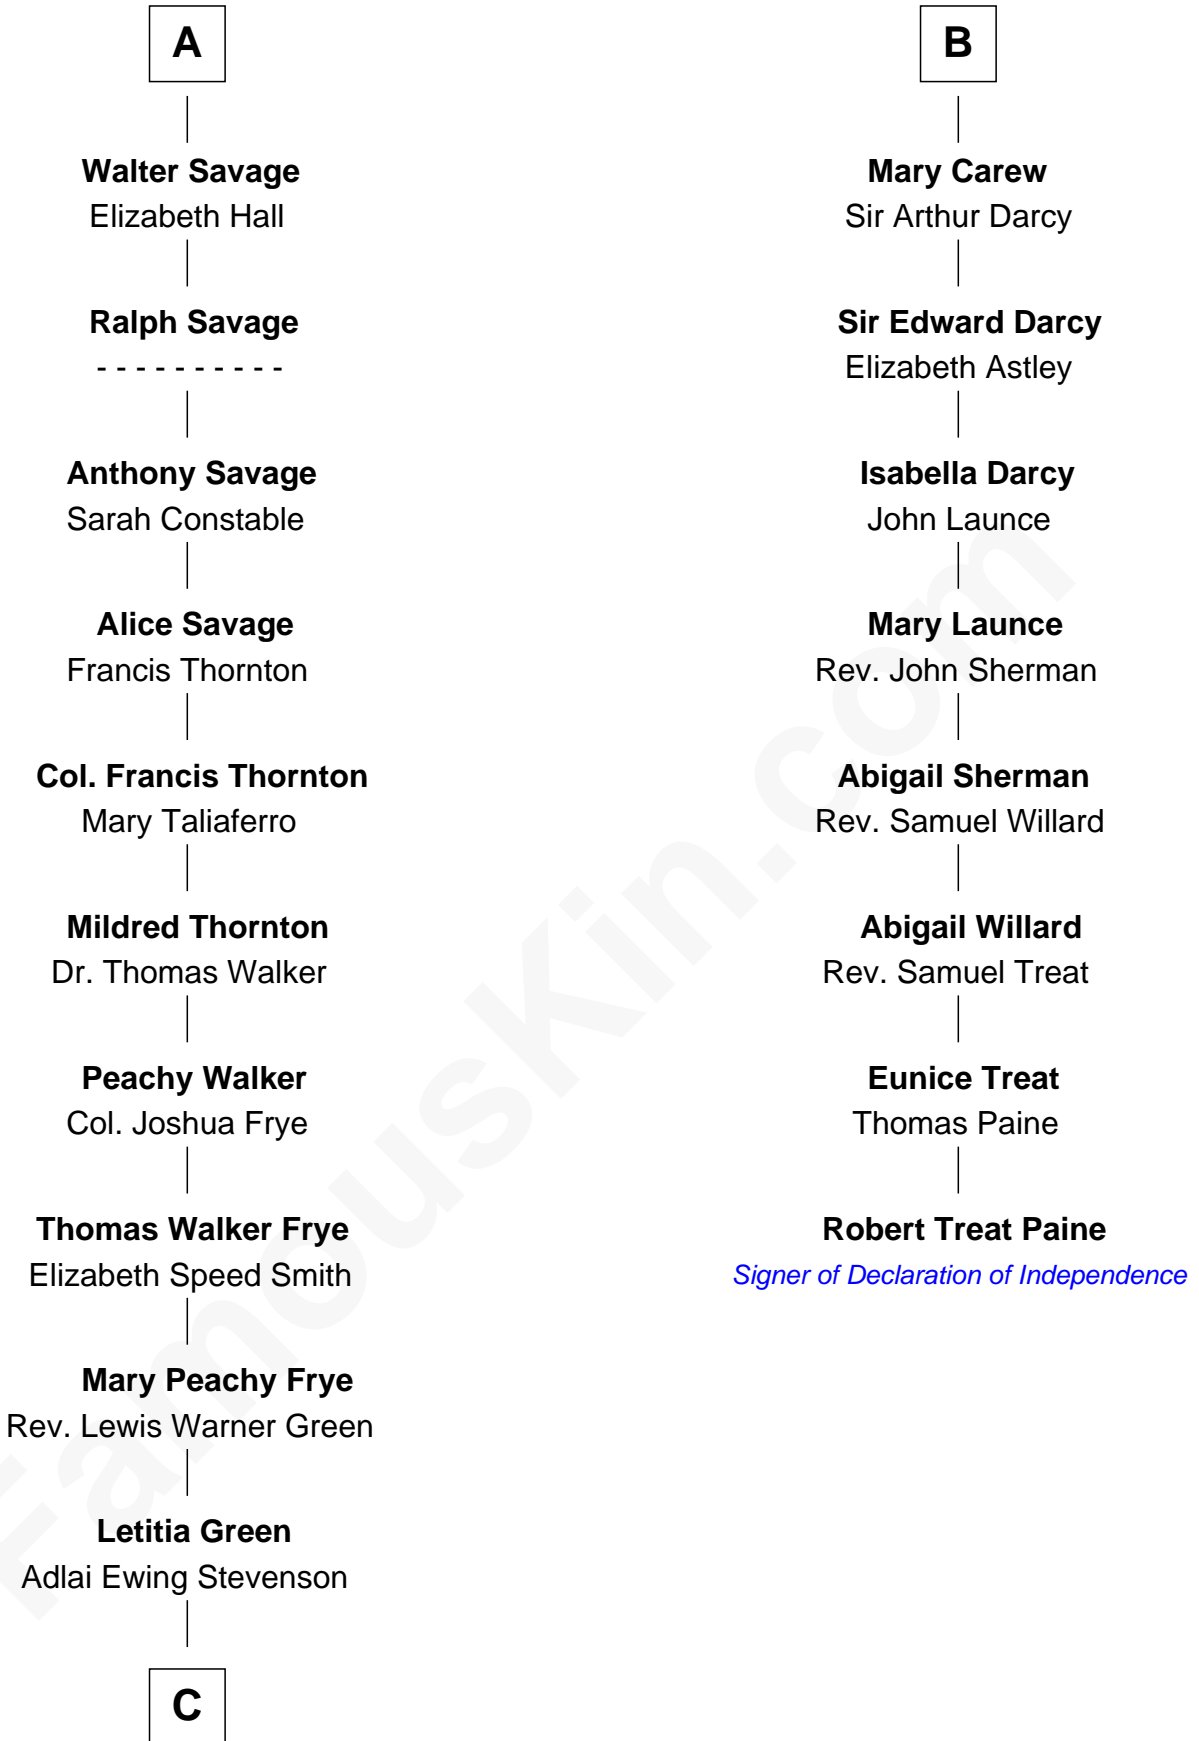 A
Walter Savage
Elizabeth Hall
Ralph Savage
- - - - - - - - - -
Anthony Savage
Sarah Constable
Alice Savage
Francis Thornton
Col. Francis Thornton
Mary Taliaferro
Mildred Thornton
Dr. Thomas Walker
Peachy Walker
Col. Joshua Frye
Thomas Walker Frye
Elizabeth Speed Smith
Mary Peachy Frye
Rev. Lewis Warner Green
Letitia Green
Adlai Ewing Stevenson
C
B
Mary Carew
Sir Arthur Darcy
Sir Edward Darcy
Elizabeth Astley
Isabella Darcy
John Launce
Mary Launce
Rev. John Sherman
Abigail Sherman
Rev. Samuel Willard
Abigail Willard
Rev. Samuel Treat
Eunice Treat
Thomas Paine
Robert Treat Paine
Signer of Declaration of Independence
FamousKin.com